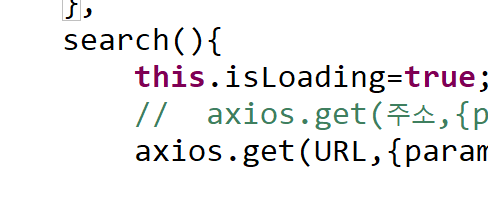 },
search(){
this.isLoading=true;
//  axios.get(주소,{p
axios.get(URL,{param